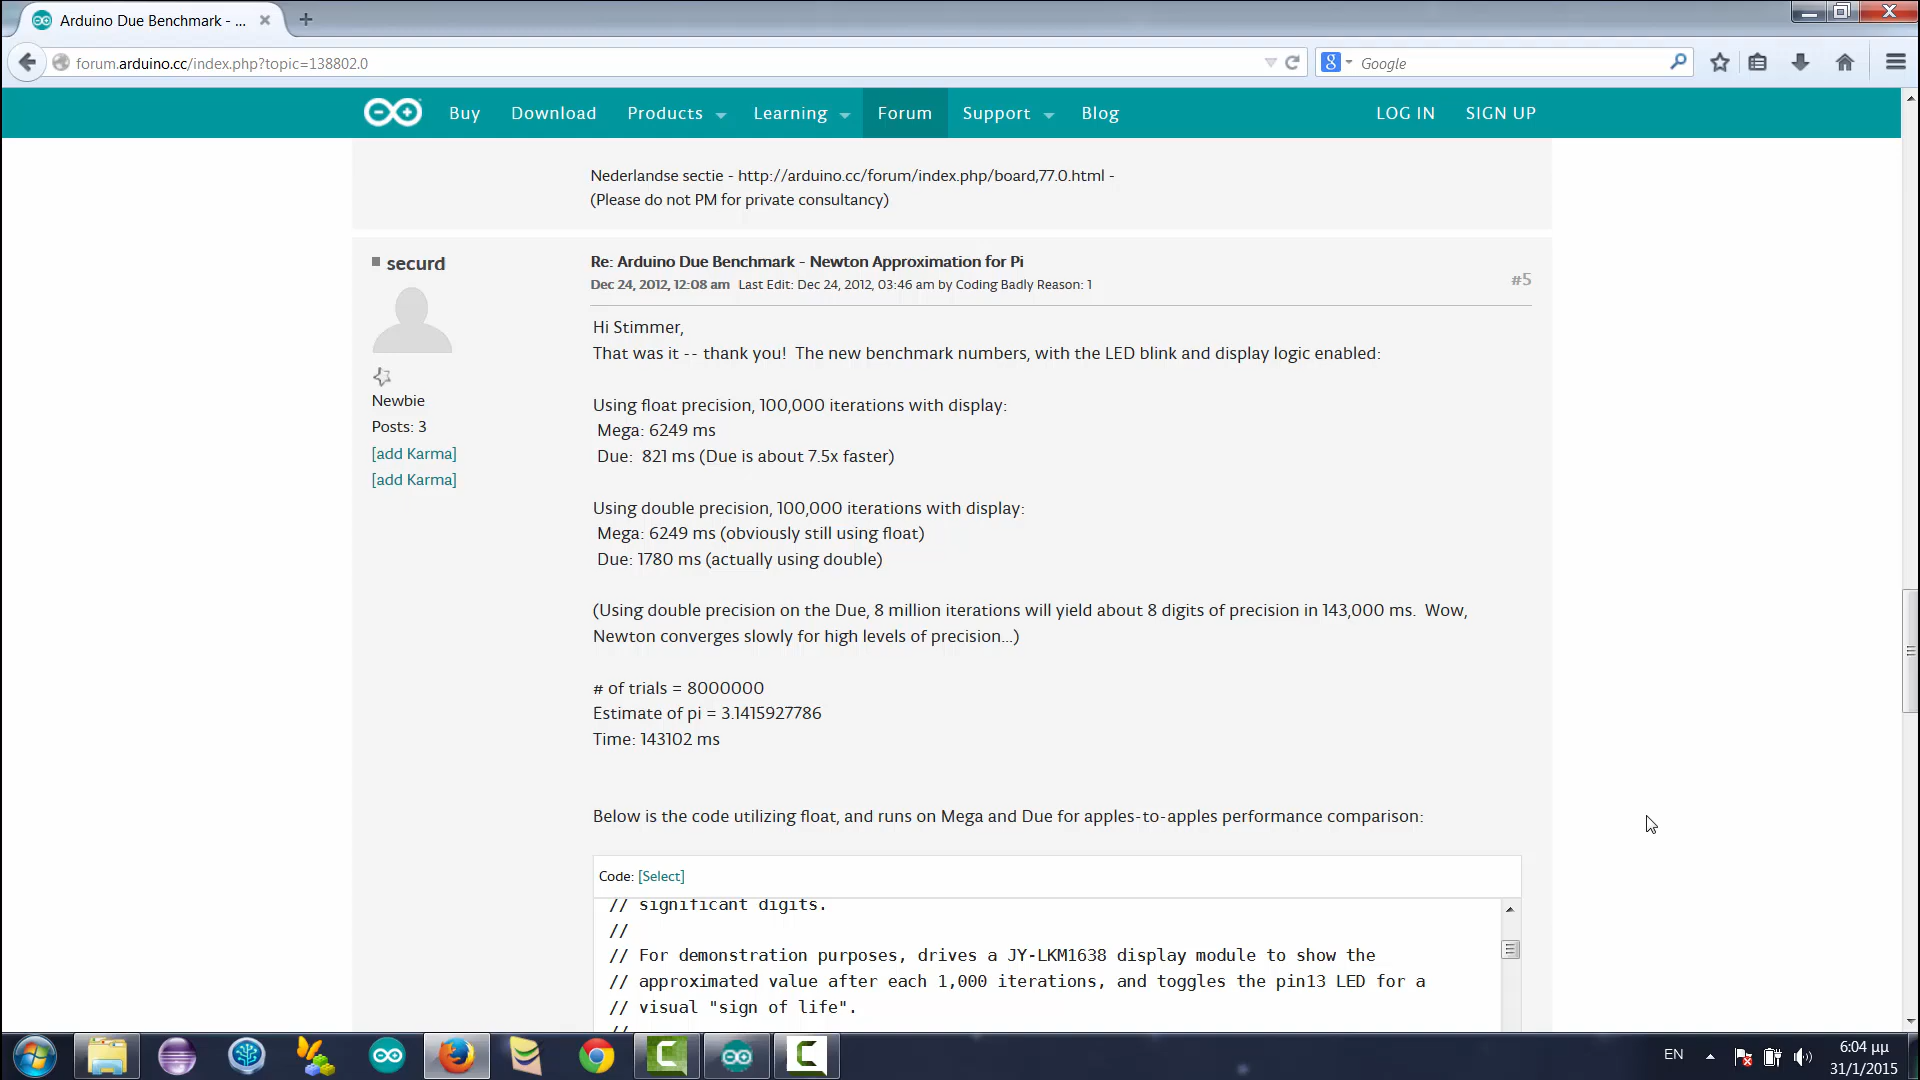 Arduino Due Benchmark - ...
forum.arduino.cc/index.php?topic=138802.0
Google
Buy Download Products Learning Forum Support Blog LOG IN SIGN UP
Nederlandse sectie - http://arduino.cc/forum/index.php/board,77.0.html -
(Please do not PM for private consultancy)
securd
Newbie
Posts: 3
[add Karma]
[add Karma]
Re: Arduino Due Benchmark - Newton Approximation for Pi
#5
Dec 24, 2012, 12:08 am Last Edit: Dec 24, 2012, 03:46 am by Coding Badly Reason: 1
Hi Stimmer,
That was it -- thank you! The new benchmark numbers, with the LED blink and display logic enabled:
Using float precision, 100,000 iterations with display:
Mega: 6249 ms
Due: 821 ms (Due is about 7.5x faster)
Using double precision, 100,000 iterations with display:
Mega: 6249 ms (obviously still using float)
Due: 1780 ms (actually using double)
(Using double precision on the Due, 8 million iterations will yield about 8 digits of precision in 143,000 ms. Wow,
Newton converges slowly for high levels of precision...)
# of trials = 8000000
Estimate of pi = 3.1415927786
Time: 143102 ms
Below is the code utilizing float, and runs on Mega and Due for apples-to-apples performance comparison:
Code: [Select]
// significant digits.
//
// For demonstration purposes, drives a JY-LKM1638 display module to show the
// approximated value after each 1,000 iterations, and toggles the pin13 LED for a
// visual "sign of life".
//
EN
6:04 μμ
31/1/2015